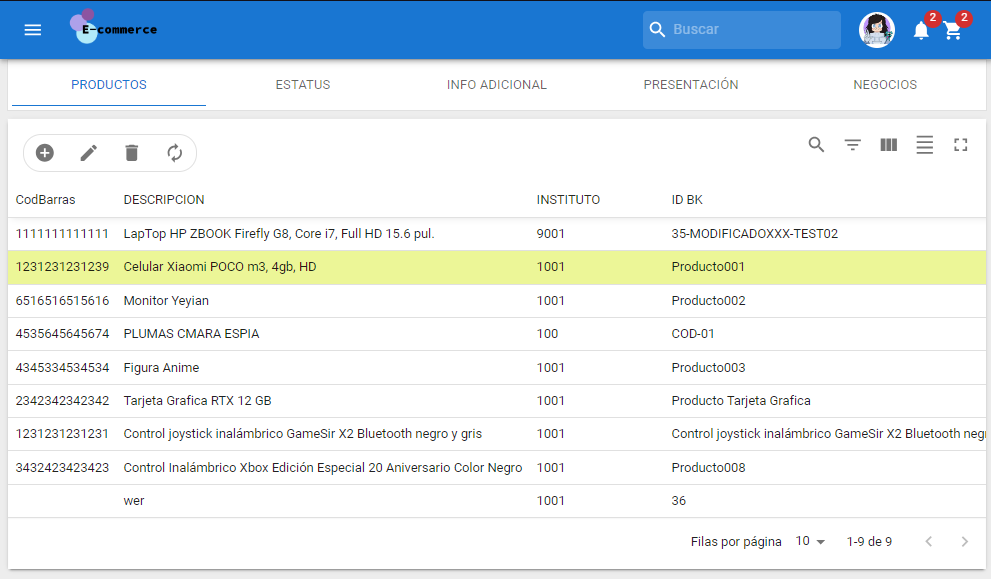 E-commerce
Buscar
2
2
PRODUCTOS ESTATUS INFO ADICIONAL PRESENTACIÓN NEGOCIOS
CodBarras DESCRIPCION INSTITUTO ID BK
1111111111111 LapTop HP ZBOOK Firefly G8, Core i7, Full HD 15.6 pul. 9001 35-MODIFICADOXXX-TEST02
1231231231239 Celular Xiaomi POCO m3, 4gb, HD 1001 Producto001
6516516515616 Monitor Yeyian 1001 Producto002
4535645645674 PLUMAS CMARA ESPIA 100 COD-01
4345334534534 Figura Anime 1001 Producto003
2342342342342 Tarjeta Grafica RTX 12 GB 1001 Producto Tarjeta Grafica
1231231231231 Control joystick inalámbrico GameSir X2 Bluetooth negro y gris 1001 Control joystick inalámbrico GameSir X2 Bluetooth neg
3432423423423 Control Inalámbrico Xbox Edición Especial 20 Aniversario Color Negro 1001 Producto008
wer 1001 36
Filas por página 10 1-9 de 9